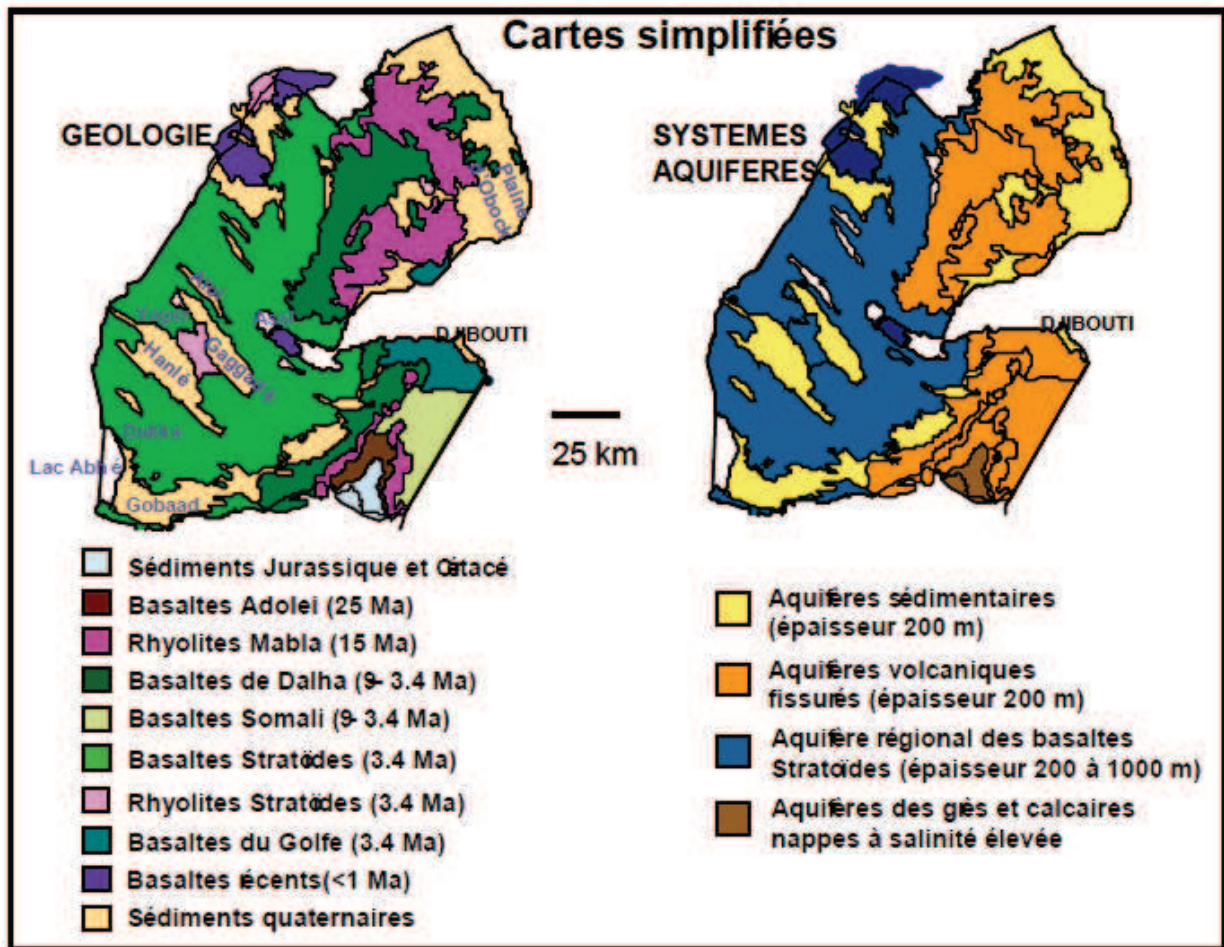 Cartes simplifiées
GEOLOGIE
Plaine
d'Obock
Asal
DJIBOUTI
Hanlé
Gaggadé
Lac Abhé
Gobaad
SYSTEMES
AQUIFERES
DJIBOUTI
25 km
Sédiments Jurassique et Crétacé
Basaltes Adolei (25 Ma)
Rhyolites Mabla (15 Ma)
Basaltes de Dalha (9- 3.4 Ma)
Basaltes Somali (9- 3.4 Ma)
Basaltes Stratoïdes (3.4 Ma)
Rhyolites Stratoïdes (3.4 Ma)
Basaltes du Golfe (3.4 Ma)
Basaltes récents(<1 Ma)
Sédiments quaternaires
Aquifères sédimentaires
(épaisseur 200 m)
Aquifères volcaniques
fissurés (épaisseur 200 m)
Aquifère régional des basaltes
Stratoïdes (épaisseur 200 à 1000 m)
Aquifères des grès et calcaires
nappes à salinité élevée